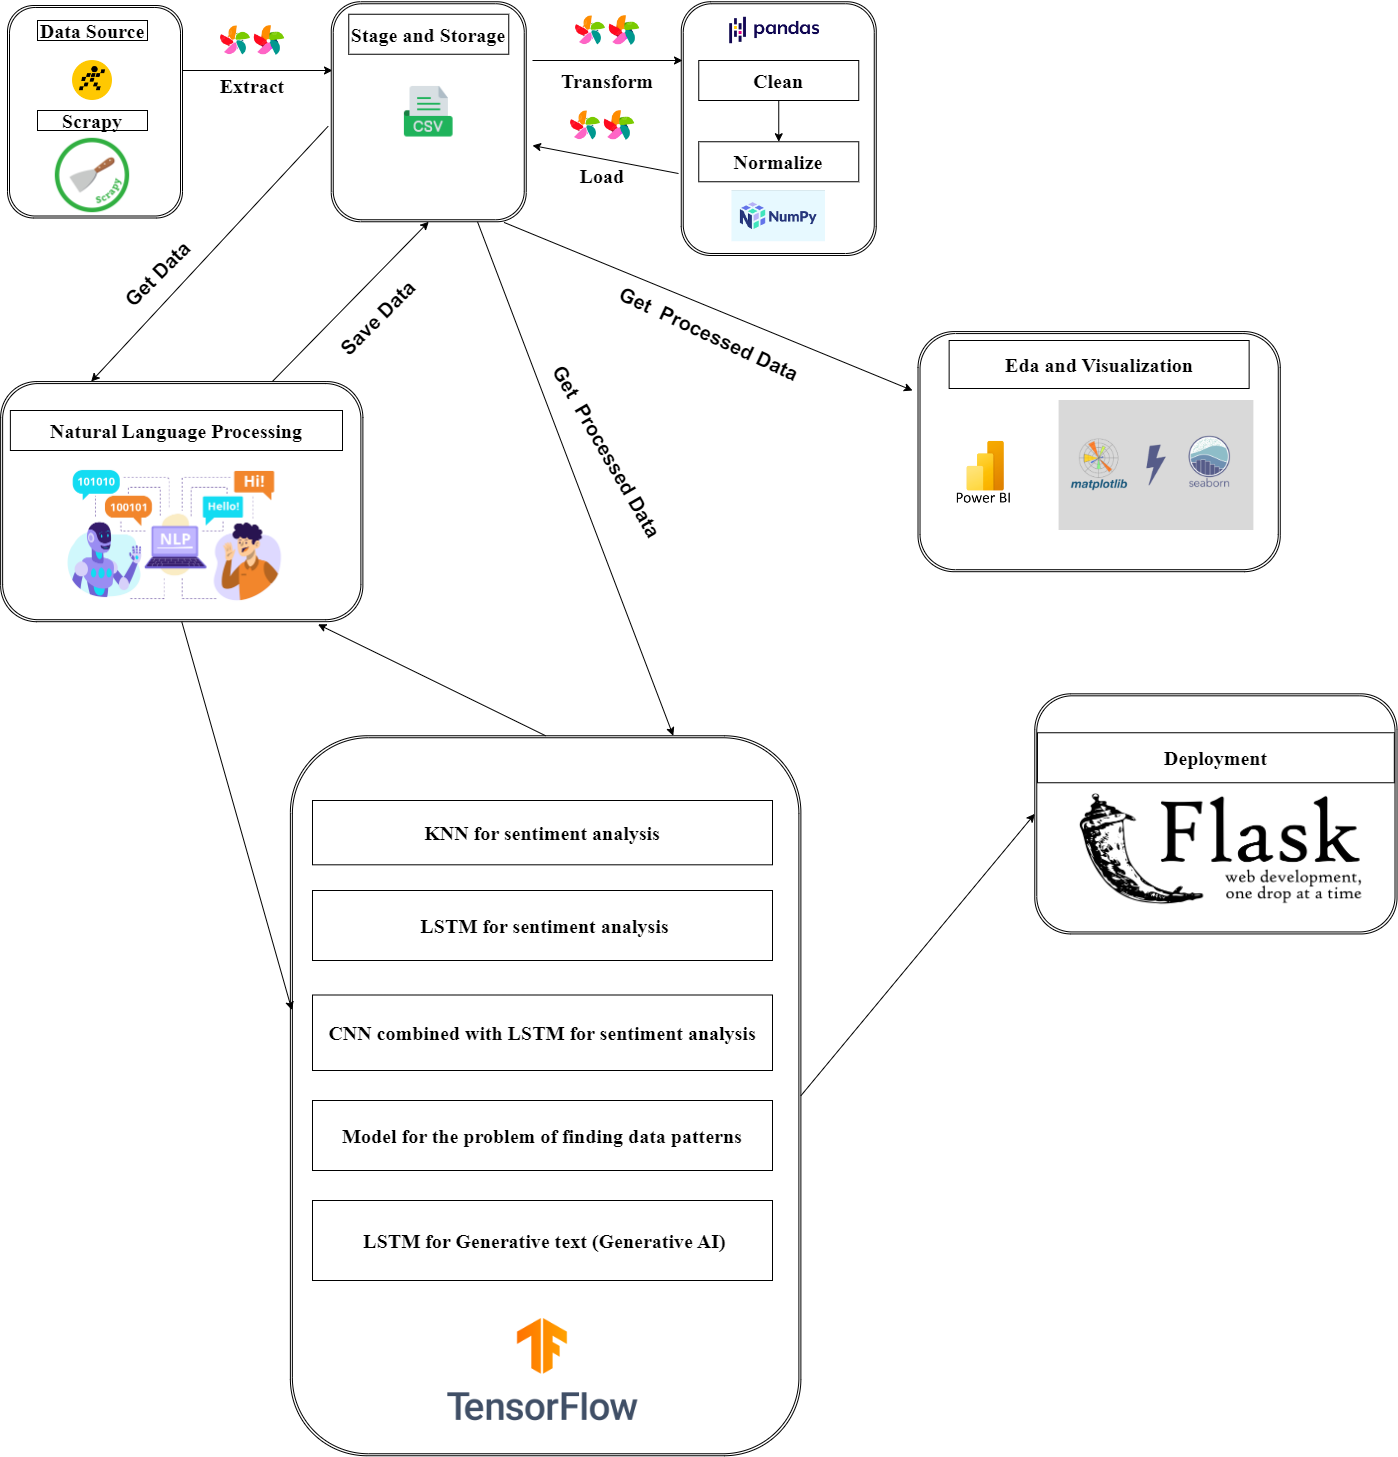 Data Source
Scrapy
Scrapy
Extract
Stage and Storage
CSV
Transform
Load
pandas
Clean
Normalize
NumPy
Get Data
Save Data
Get Processed Data
Get Processed Data
Eda and Visualization
Power BI
matplotlib
seaborn
Natural Language Processing
101010
100101
Hi!
Hello!
NLP
KNN for sentiment analysis
LSTM for sentiment analysis
CNN combined with LSTM for sentiment analysis
Model for the problem of finding data patterns
LSTM for Generative text (Generative AI)
TensorFlow
Deployment
Flask
web development,
one drop at a time